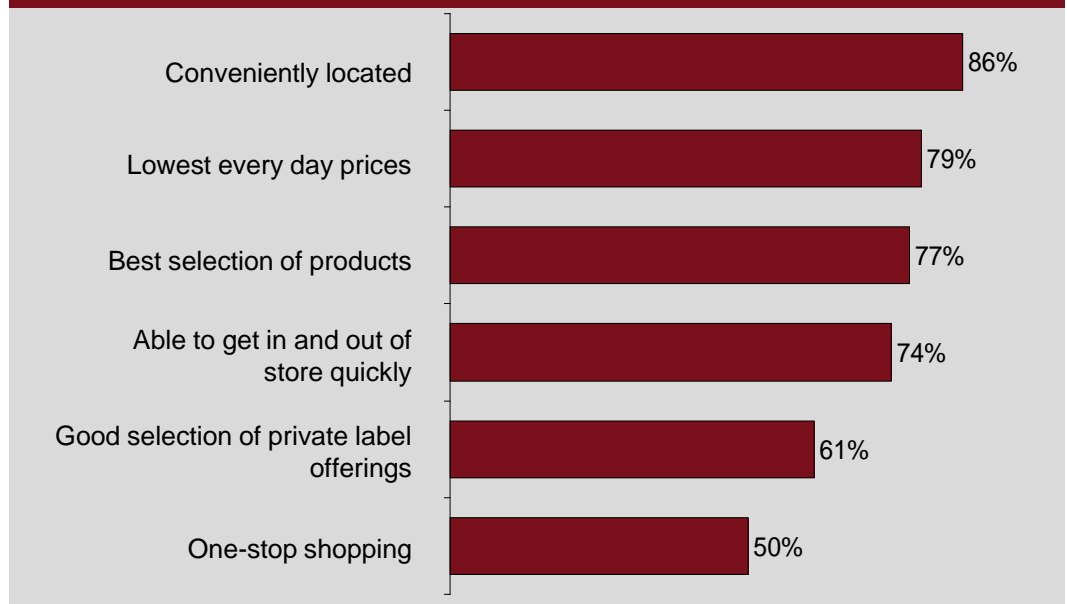 Conveniently located
86%
Lowest every day prices
79%
Best selection of products
77%
Able to get in and out of
store quickly
74%
Good selection of private label
offerings
61%
One-stop shopping
50%